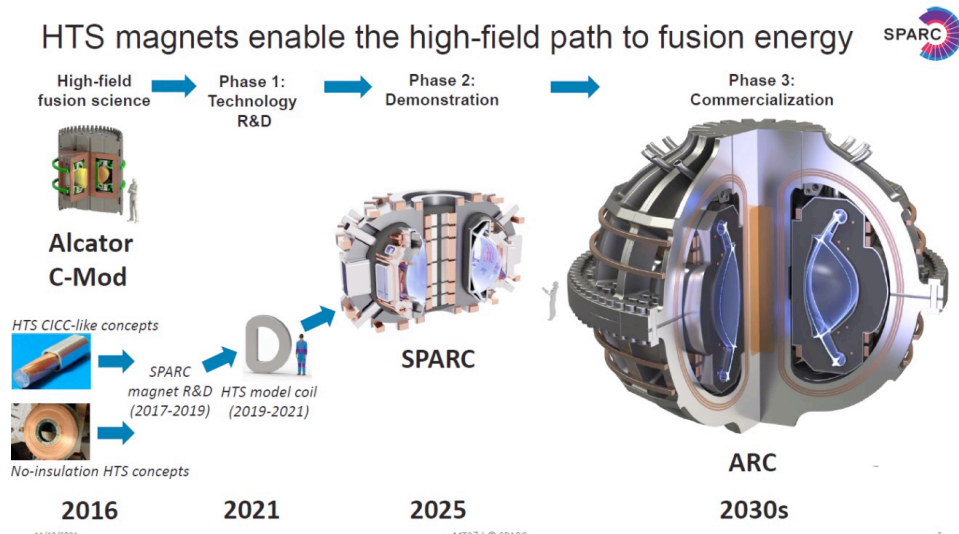 HTS magnets enable the high-field path to fusion energy
SPARC
High-field
fusion science
Phase 1:
Technology
R&D
Phase 2:
Demonstration
Phase 3:
Commercialization
Alcator
C-Mod
HTS CICC-like concepts
SPARC
magnet R&D
(2017-2019)
HTS model coil
(2019-2021)
No-insulation HTS concepts
SPARC
ARC
2016
2021
2025
2030s